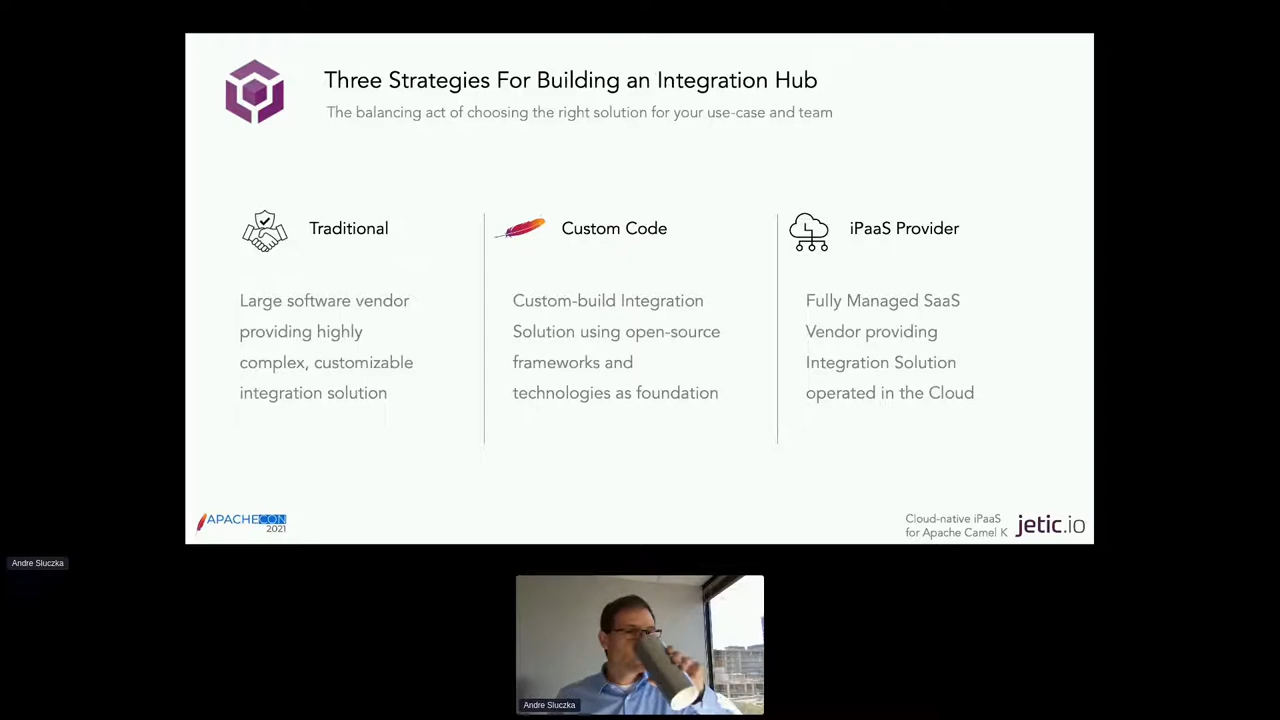 Three Strategies For Building an Integration Hub
The balancing act of choosing the right solution for your use-case and team
Traditional
Large software vendor
providing highly
complex, customizable
integration solution
Custom Code
Custom-build Integration
Solution using open-source
frameworks and
technologies as foundation
iPaaS Provider
Fully Managed SaaS
Vendor providing
Integration Solution
operated in the Cloud
APACHECON
2021
Cloud-native iPaaS
for Apache Camel K
jetic.io
Andre Sluczka
Andre Sluczka